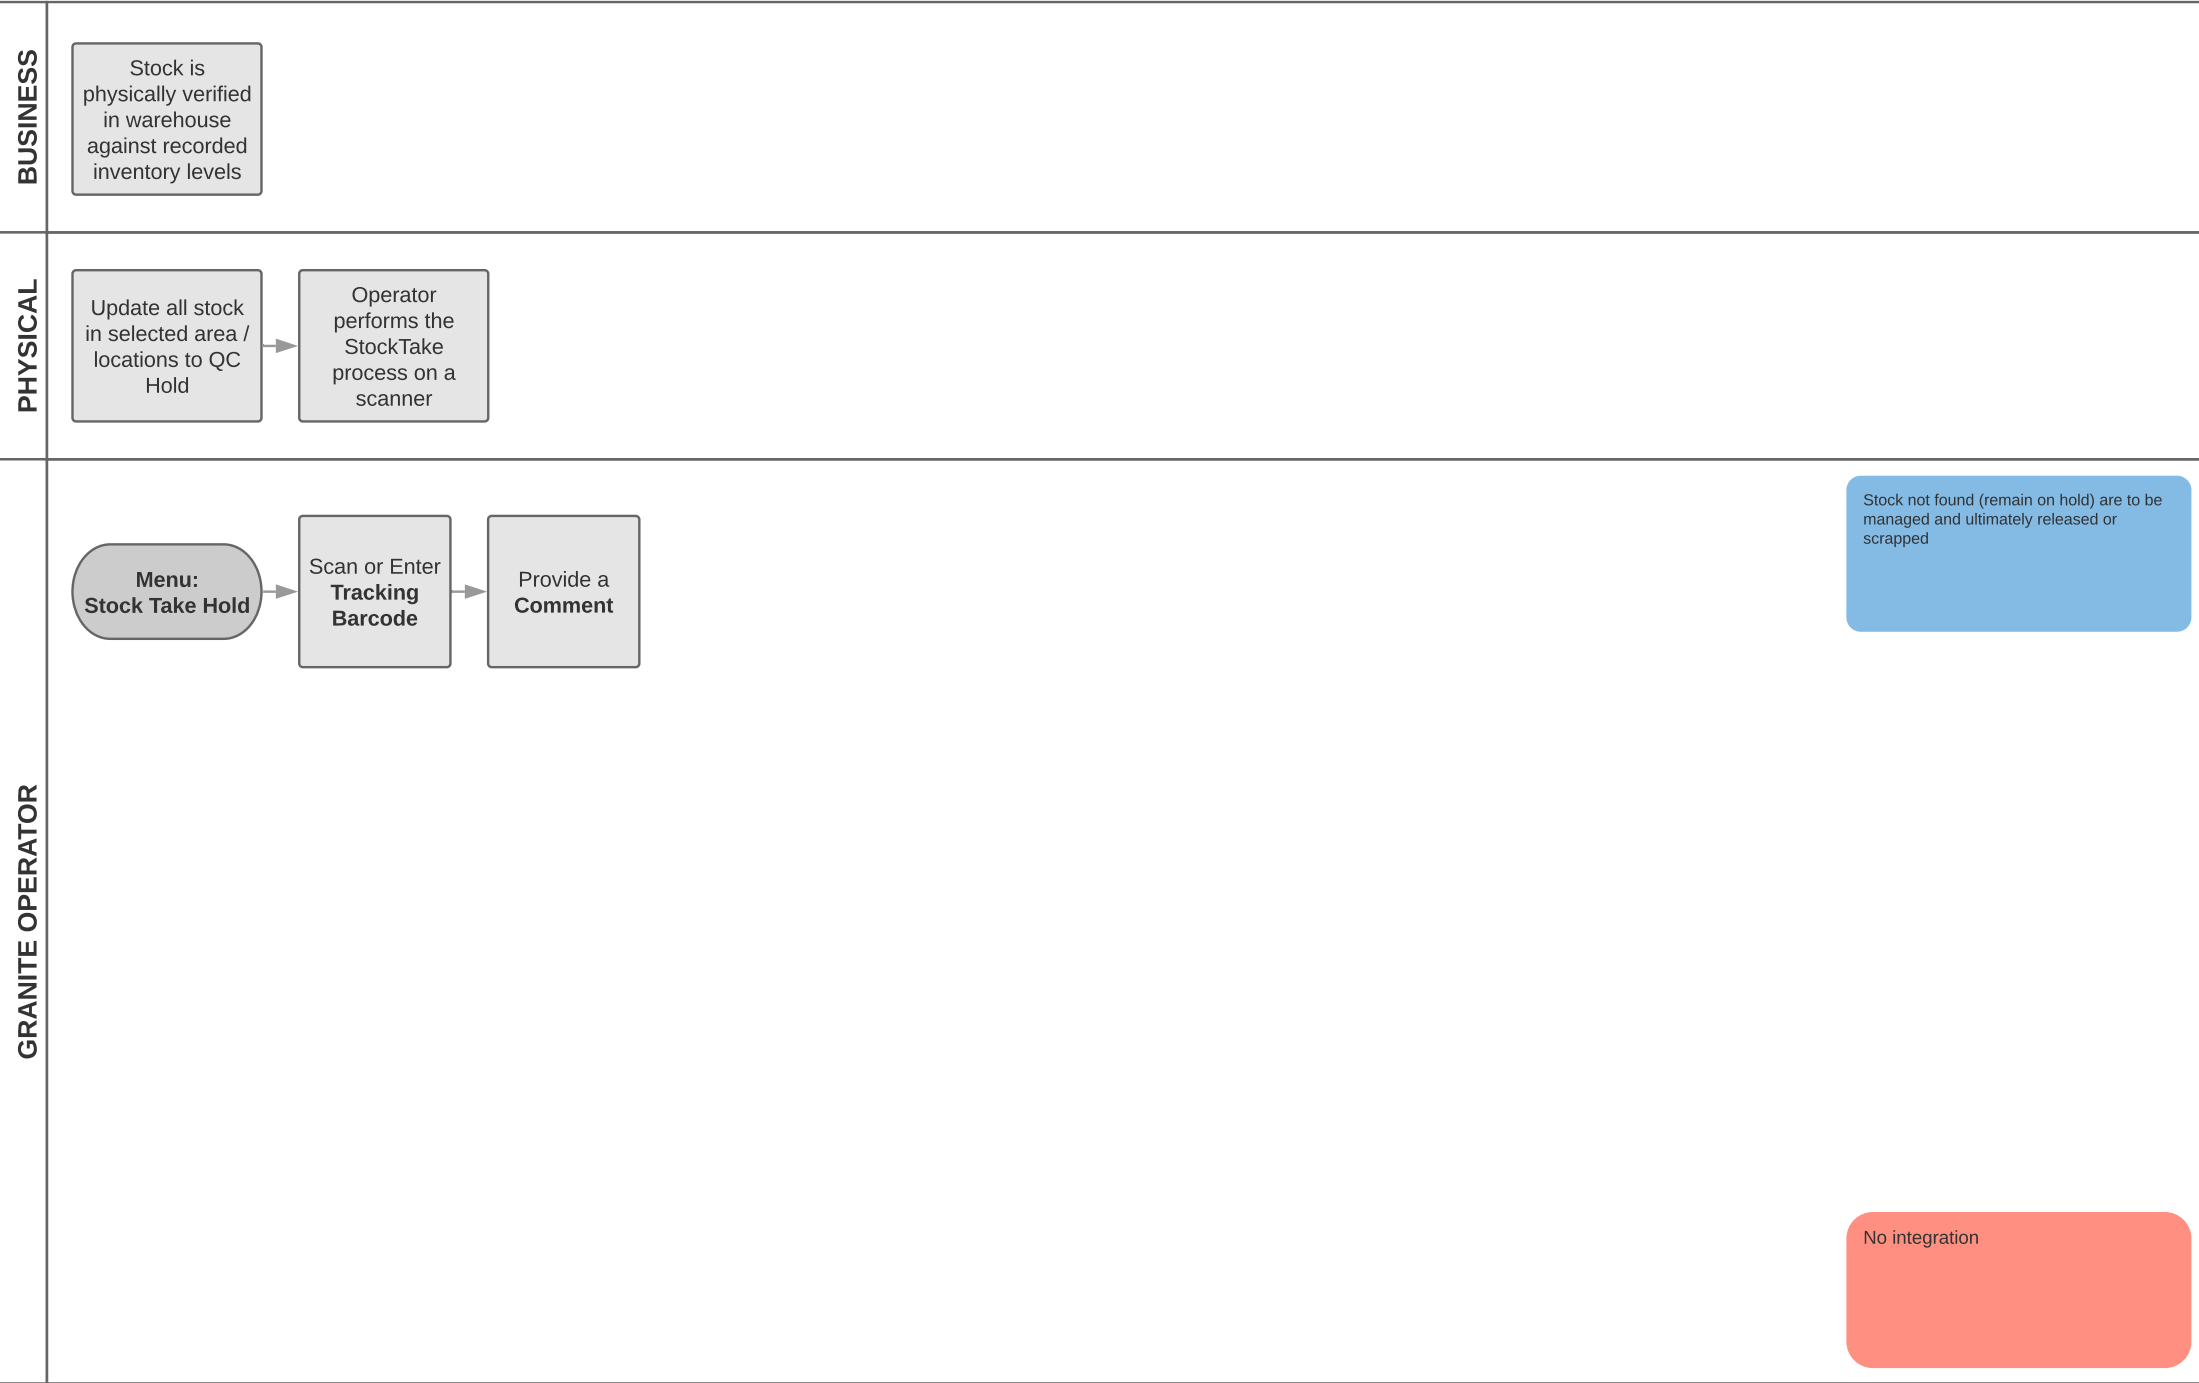 BUSINESS
Stock is
physically verified
in warehouse
against recorded
inventory levels
PHYSICAL
Update all stock
in selected area /
locations to QC
Hold
Operator
performs the
StockTake
process on a
scanner
GRANITE OPERATOR
Menu:
Stock Take Hold
Scan or Enter
Tracking
Barcode
Provide a
Comment
Stock not found (remain on hold) are to be
managed and ultimately released or
scrapped
No integration